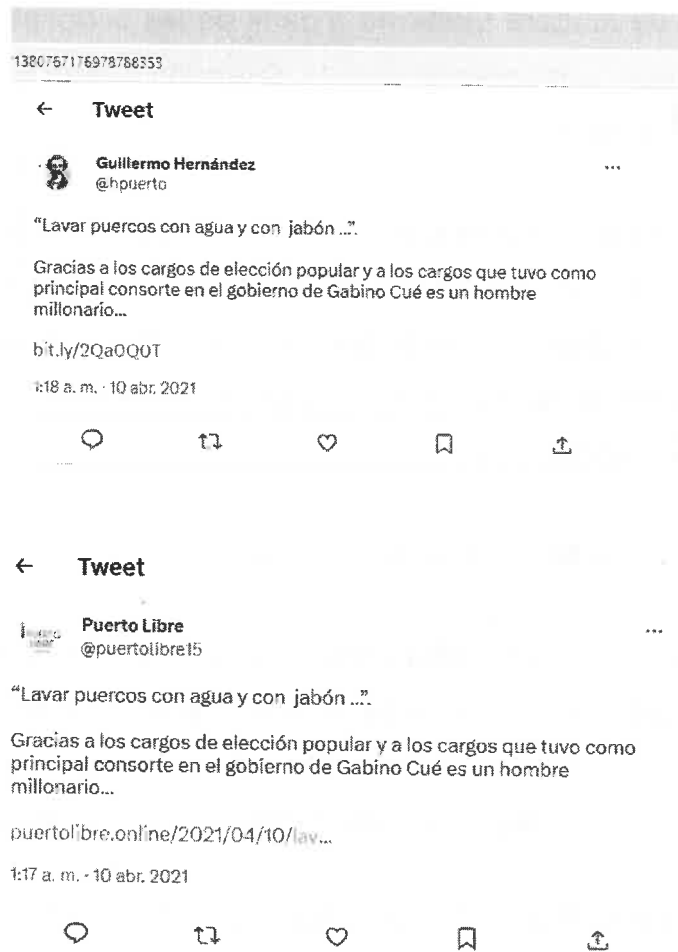 1380767176978788353
← Tweet
Guillermo Hernández
@hpuerto
...
“Lavar puercos con agua y con jabón ...”.
Gracias a los cargos de elección popular y a los cargos que tuvo como
principal consorte en el gobierno de Gabino Cué es un hombre
millonario...
bit.ly/2Qa0Q0T
1:18 a. m. · 10 abr. 2021
← Tweet
Puerto Libre
@puertolibre15
...
“Lavar puercos con agua y con jabón ...”.
Gracias a los cargos de elección popular y a los cargos que tuvo como
principal consorte en el gobierno de Gabino Cué es un hombre
millonario...
puertolibre.online/2021/04/10/lav...
1:17 a. m. · 10 abr. 2021